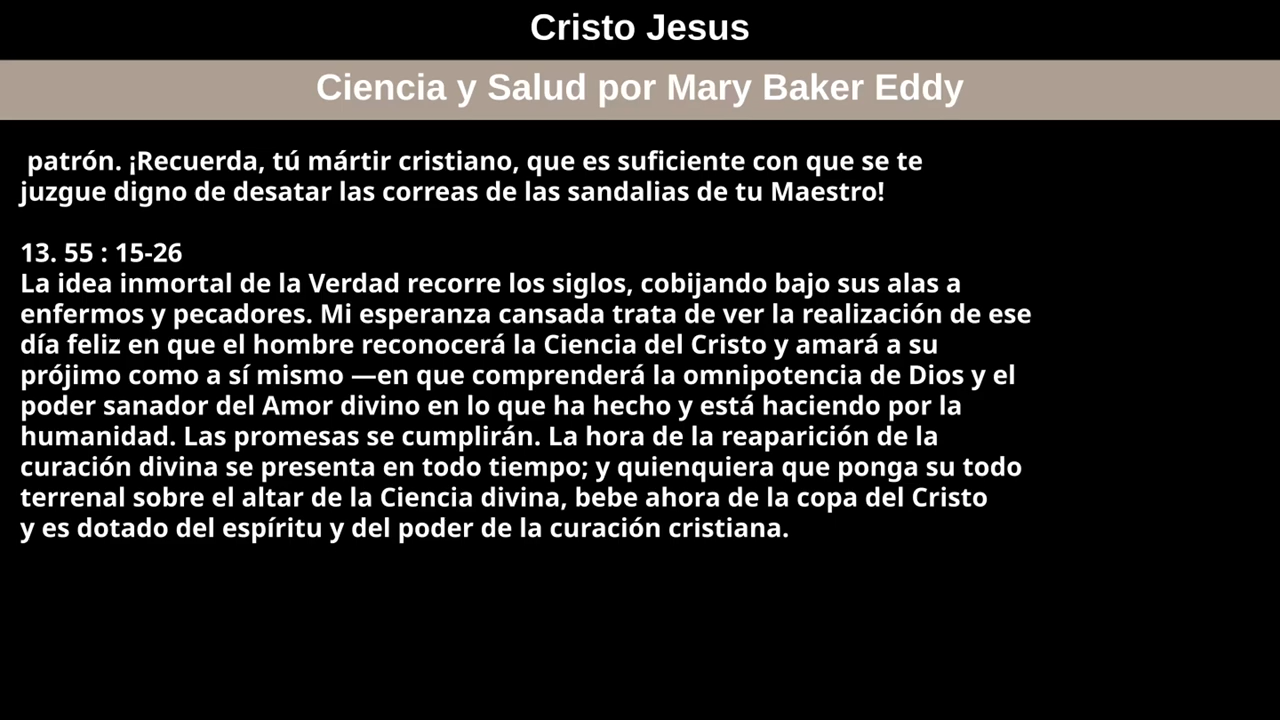 Cristo Jesus
Ciencia y Salud por Mary Baker Eddy
patrón. ¡Recuerda, tú mártir cristiano, que es suficiente con que se te
juzgue digno de desatar las correas de las sandalias de tu Maestro!
13. 55 : 15-26
La idea inmortal de la Verdad recorre los siglos, cobijando bajo sus alas a
enfermos y pecadores. Mi esperanza cansada trata de ver la realización de ese
día feliz en que el hombre reconocerá la Ciencia del Cristo y amará a su
prójimo como a sí mismo —en que comprenderá la omnipotencia de Dios y el
poder sanador del Amor divino en lo que ha hecho y está haciendo por la
humanidad. Las promesas se cumplirán. La hora de la reaparición de la
curación divina se presenta en todo tiempo; y quienquiera que ponga su todo
terrenal sobre el altar de la Ciencia divina, bebe ahora de la copa del Cristo
y es dotado del espíritu y del poder de la curación cristiana.